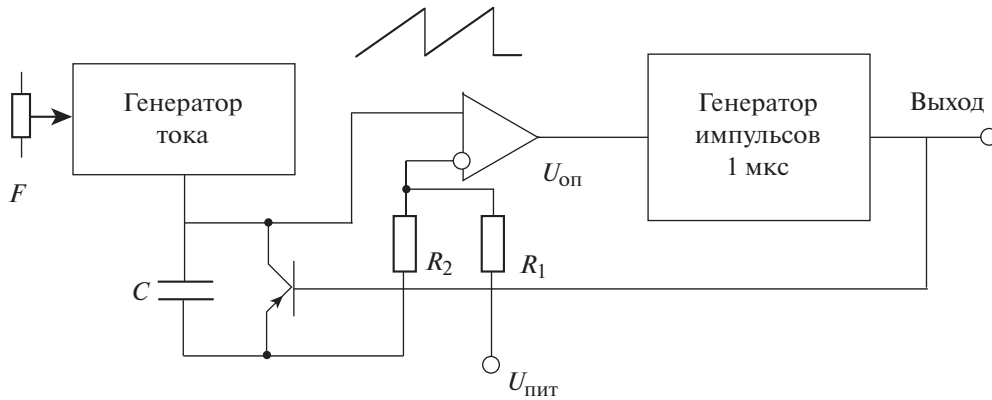 Генератор
тока
Генератор
импульсов
1 мкс
Выход
F
Uоп
C
R2
R1
Uпит